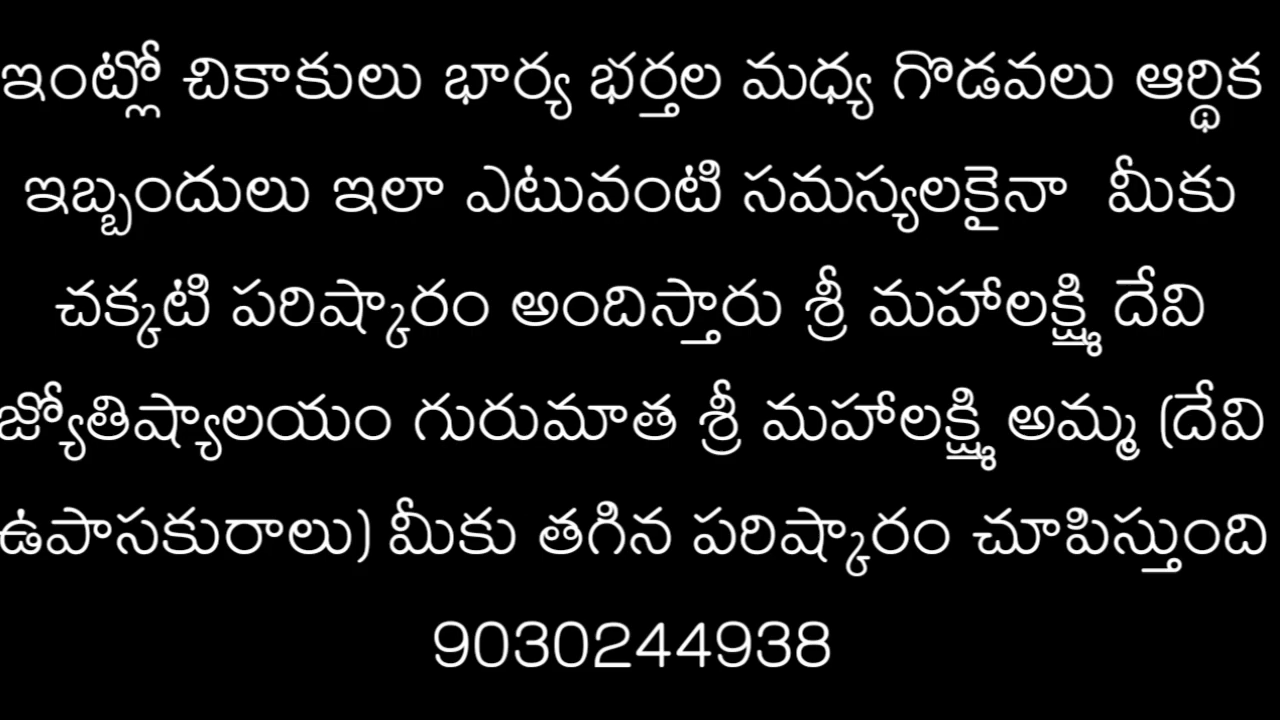 ఇంట్లో చికాకులు భార్య భర్తల మధ్య గొడవలు ఆర్థిక
ఇబ్బందులు ఇలా ఎటువంటి సమస్యలకైనా మీకు
చక్కటి పరిష్కారం అందిస్తారు శ్రీ మహాలక్ష్మి దేవి
జ్యోతిష్యాలయం గురుమాత శ్రీ మహాలక్ష్మి అమ్మ (దేవి
ఉపాసకురాలు) మీకు తగిన పరిష్కారం చూపిస్తుంది
9030244938